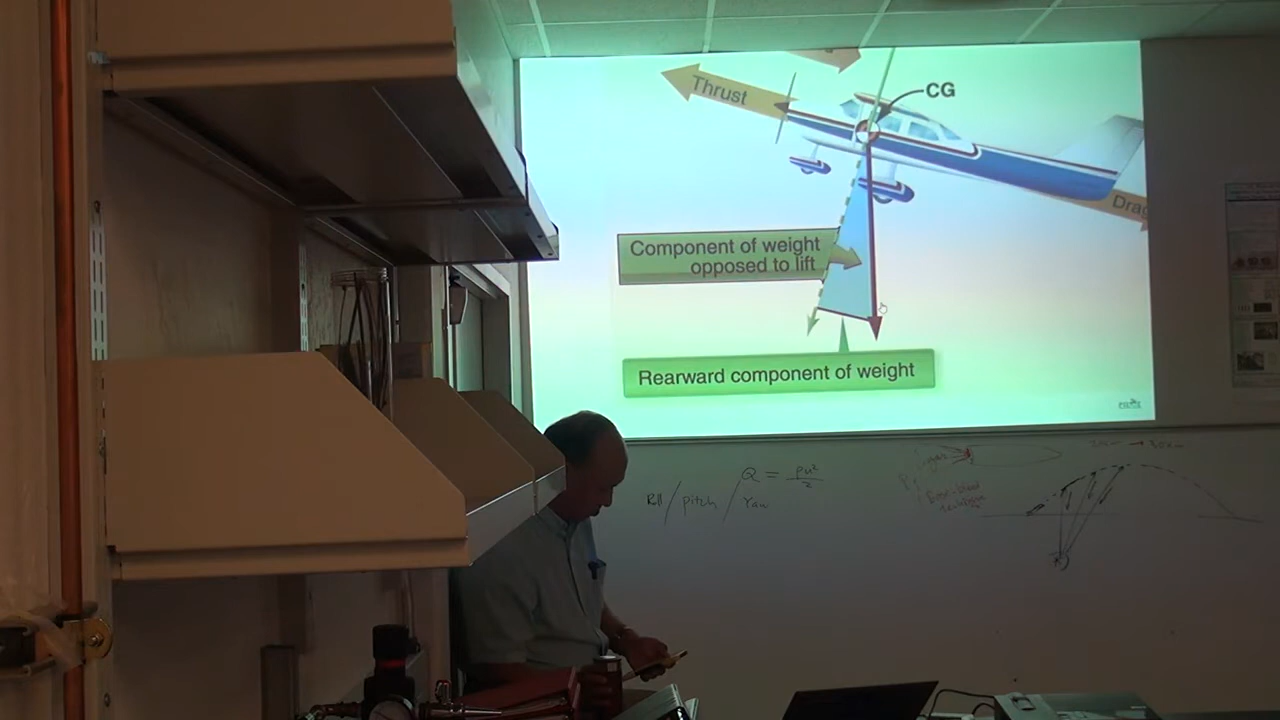 Thrust
CG
Drag
Component of weight
opposed to lift
Rearward component of weight
Q = ρu²/2
Roll / pitch / Yaw